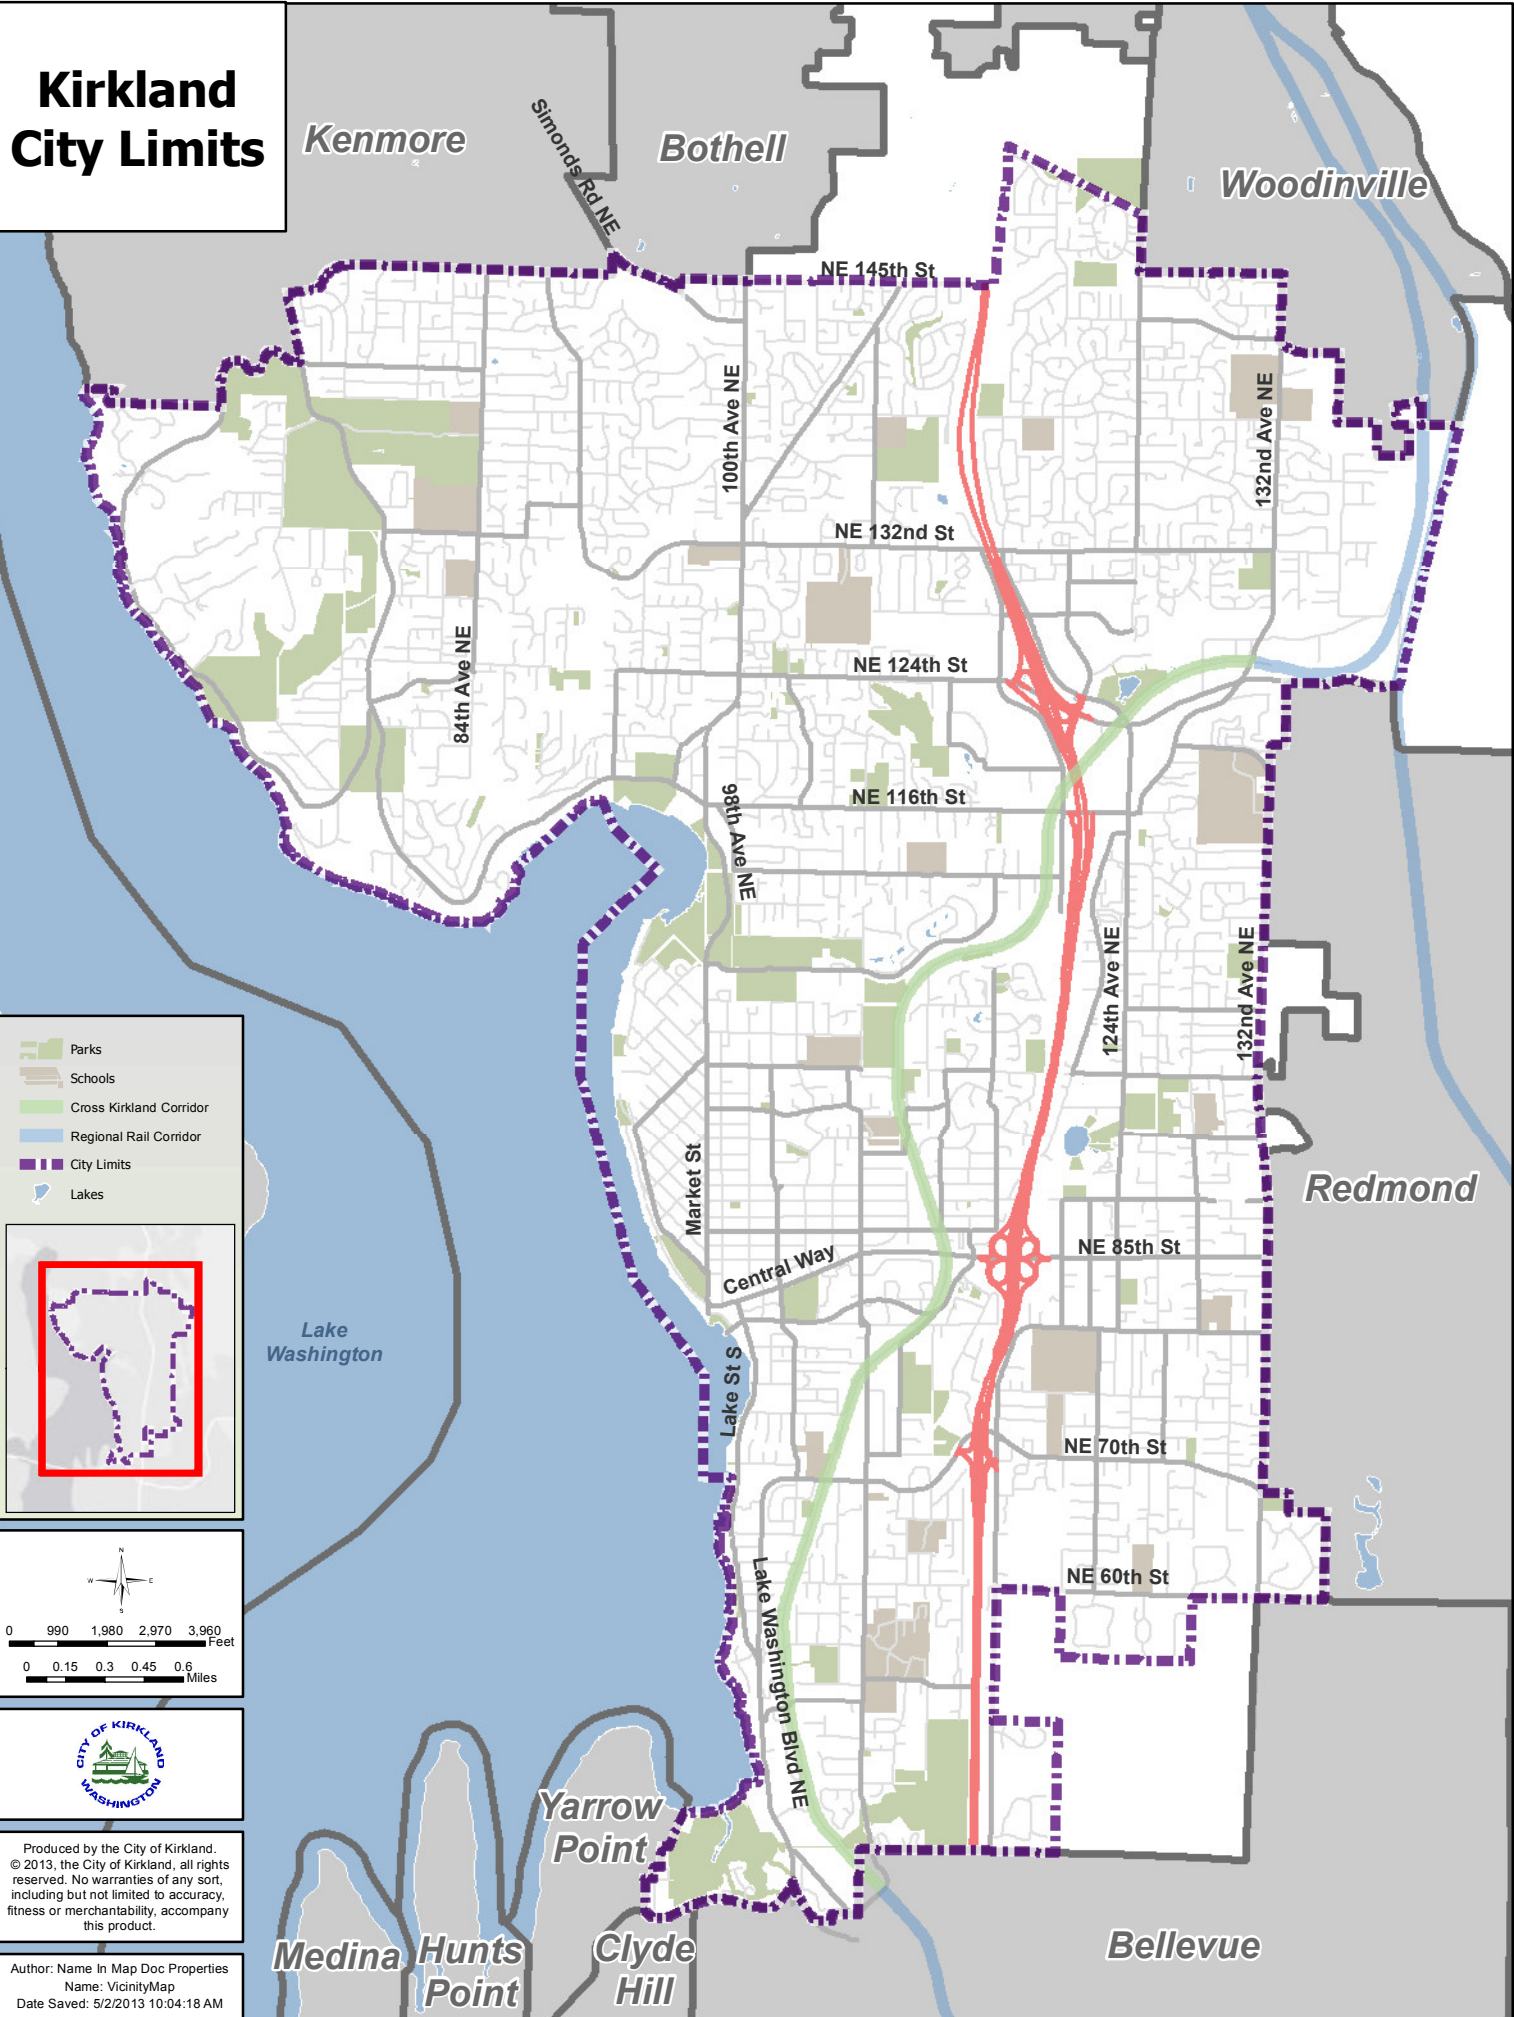 Kirkland
City Limits
Kenmore
Bothell
Woodinville
Simonds Rd NE
NE 145th St
100th Ave NE
132nd Ave NE
NE 132nd St
84th Ave NE
NE 124th St
98th Ave NE
NE 116th St
124th Ave NE
132nd Ave NE
Market St
Redmond
Central Way
NE 85th St
Lake
Washington
Lake St S
NE 70th St
NE 60th St
Lake Washington Blvd NE
Yarrow
Point
Medina
Hunts
Point
Clyde
Hill
Bellevue
Parks
Schools
Cross Kirkland Corridor
Regional Rail Corridor
City Limits
Lakes
N
W E
S
0 990 1,980 2,970 3,960
Feet
0 0.15 0.3 0.45 0.6
Miles
CITY OF KIRKLAND
WASHINGTON
Produced by the City of Kirkland.
© 2013, the City of Kirkland, all rights
reserved. No warranties of any sort,
including but not limited to accuracy,
fitness or merchantability, accompany
this product.
Author: Name In Map Doc Properties
Name: VicinityMap
Date Saved: 5/2/2013 10:04:18 AM